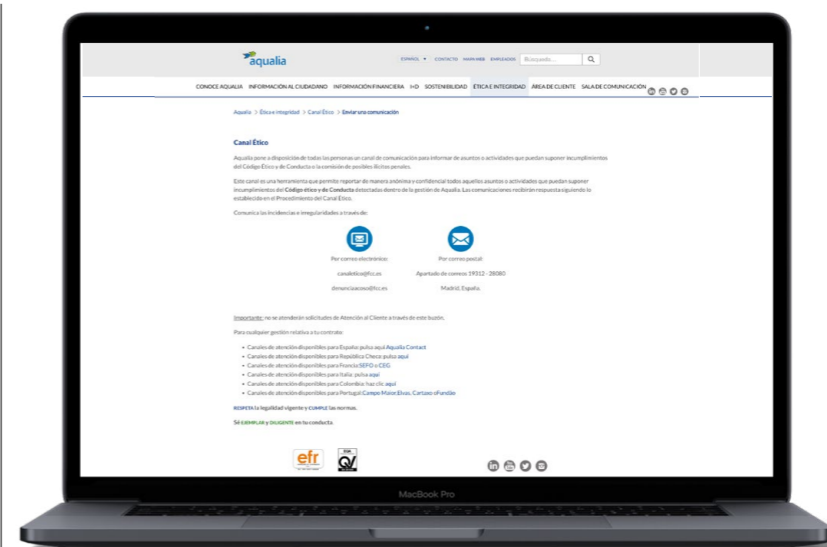 aqualia
ESPAÑOL CONTACTO MAIN WEB EMPLEADOS Búsqueda...
CONOCE AQUALIA INFORMACIÓN AL CIUDADANO INFORMACIÓN FINANCIERA I+D SOSTENIBILIDAD ÉTICA E INTEGRIDAD ÁREA DE CLIENTE SALA DE COMUNICACIÓN
Aqualia > Ética e integridad > Canal Ético > Enviar una comunicación
Canal Ético
Aqualia pone a disposición de todas las personas un canal de comunicación para informar de asuntos o actividades que puedan suponer incumplimientos
del Código Ético y de Conducta o la comisión de posibles ilícitos penales.
Este canal es una herramienta que permite reportar de manera anónima y confidencial todos aquellos asuntos o actividades que puedan suponer
incumplimientos del Código ético y de Conducta detectadas dentro de la gestión de Aqualia. Las comunicaciones recibirán respuesta siguiendo lo
establecido en el Procedimiento del Canal Ético.
Comunica las incidencias e irregularidades a través de:
Por correo electrónico:
Por correo postal:
canaletico@fcc.es
Apartado de correos 19312 - 28080
denunciaacoso@fcc.es
Madrid, España.
Importante: no se atenderán solicitudes de Atención al Cliente a través de este buzón.
Para cualquier gestión relativa a tu contrato:
• Canales de atención disponibles para España: pulsa aquí Aqualia Contact
• Canales de atención disponibles para República Checa: pulsa aquí
• Canales de atención disponibles para Francia: SEFO o CEG
• Canales de atención disponibles para Italia: pulsa aquí
• Canales de atención disponibles para Colombia: haz clic aquí
• Canales de atención disponibles para Portugal: Campo Maior, Elvas, Cartaxo o Fundão
RESPETA la legalidad vigente y CUMPLE las normas.
Sé EJEMPLAR y DILIGENTE en tu conducta.
efr
MacBook Pro